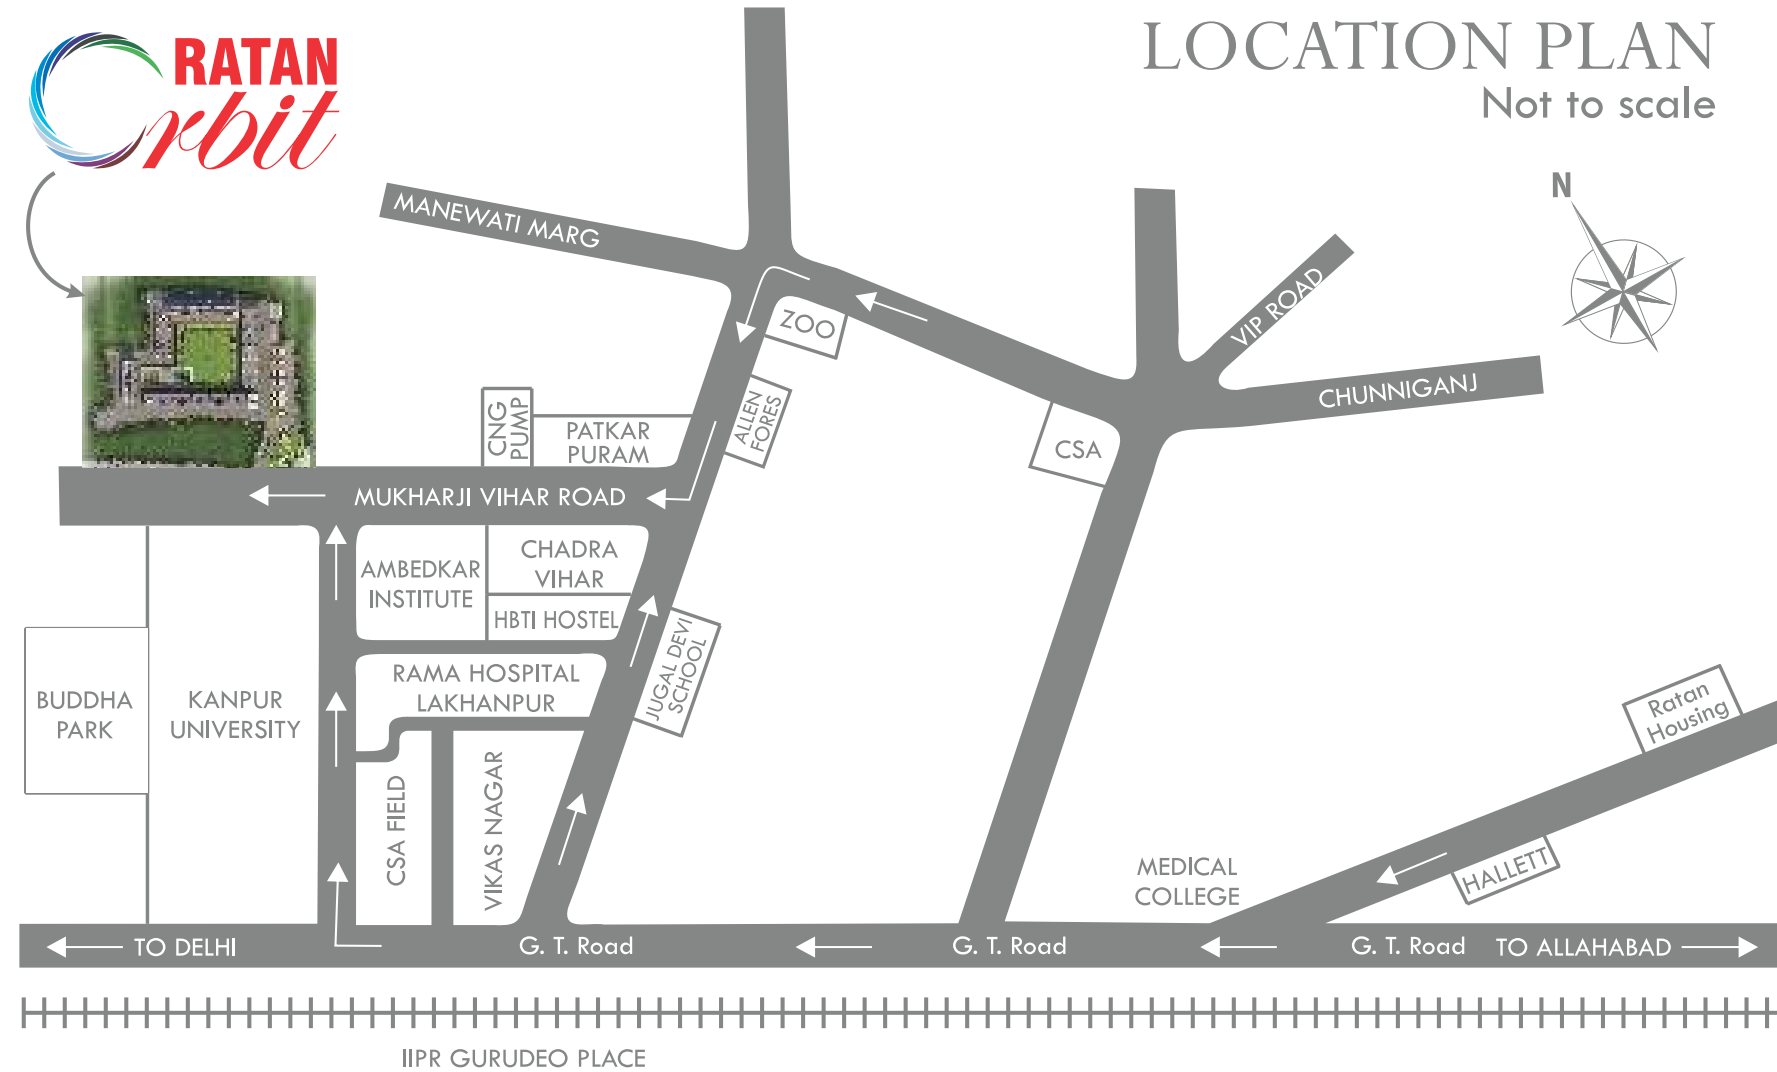 RATAN
Orbit
LOCATION PLAN
Not to scale
N
MANEWATI MARG
ZOO
VIP ROAD
CHUNNIGANJ
ALLEN
FORES
CNG
PUMP
PATKAR
PURAM
CSA
MUKHARJI VIHAR ROAD
AMBEDKAR
INSTITUTE
CHADRA
VIHAR
HBTI HOSTEL
JUGAL DEVI
SCHOOL
RAMA HOSPITAL
LAKHANPUR
BUDDHA
PARK
KANPUR
UNIVERSITY
CSA FIELD
VIKAS NAGAR
Ratan
Housing
HALLETT
MEDICAL
COLLEGE
TO DELHI
G. T. Road
G. T. Road
G. T. Road
TO ALLAHABAD
IIPR GURUDEO PLACE